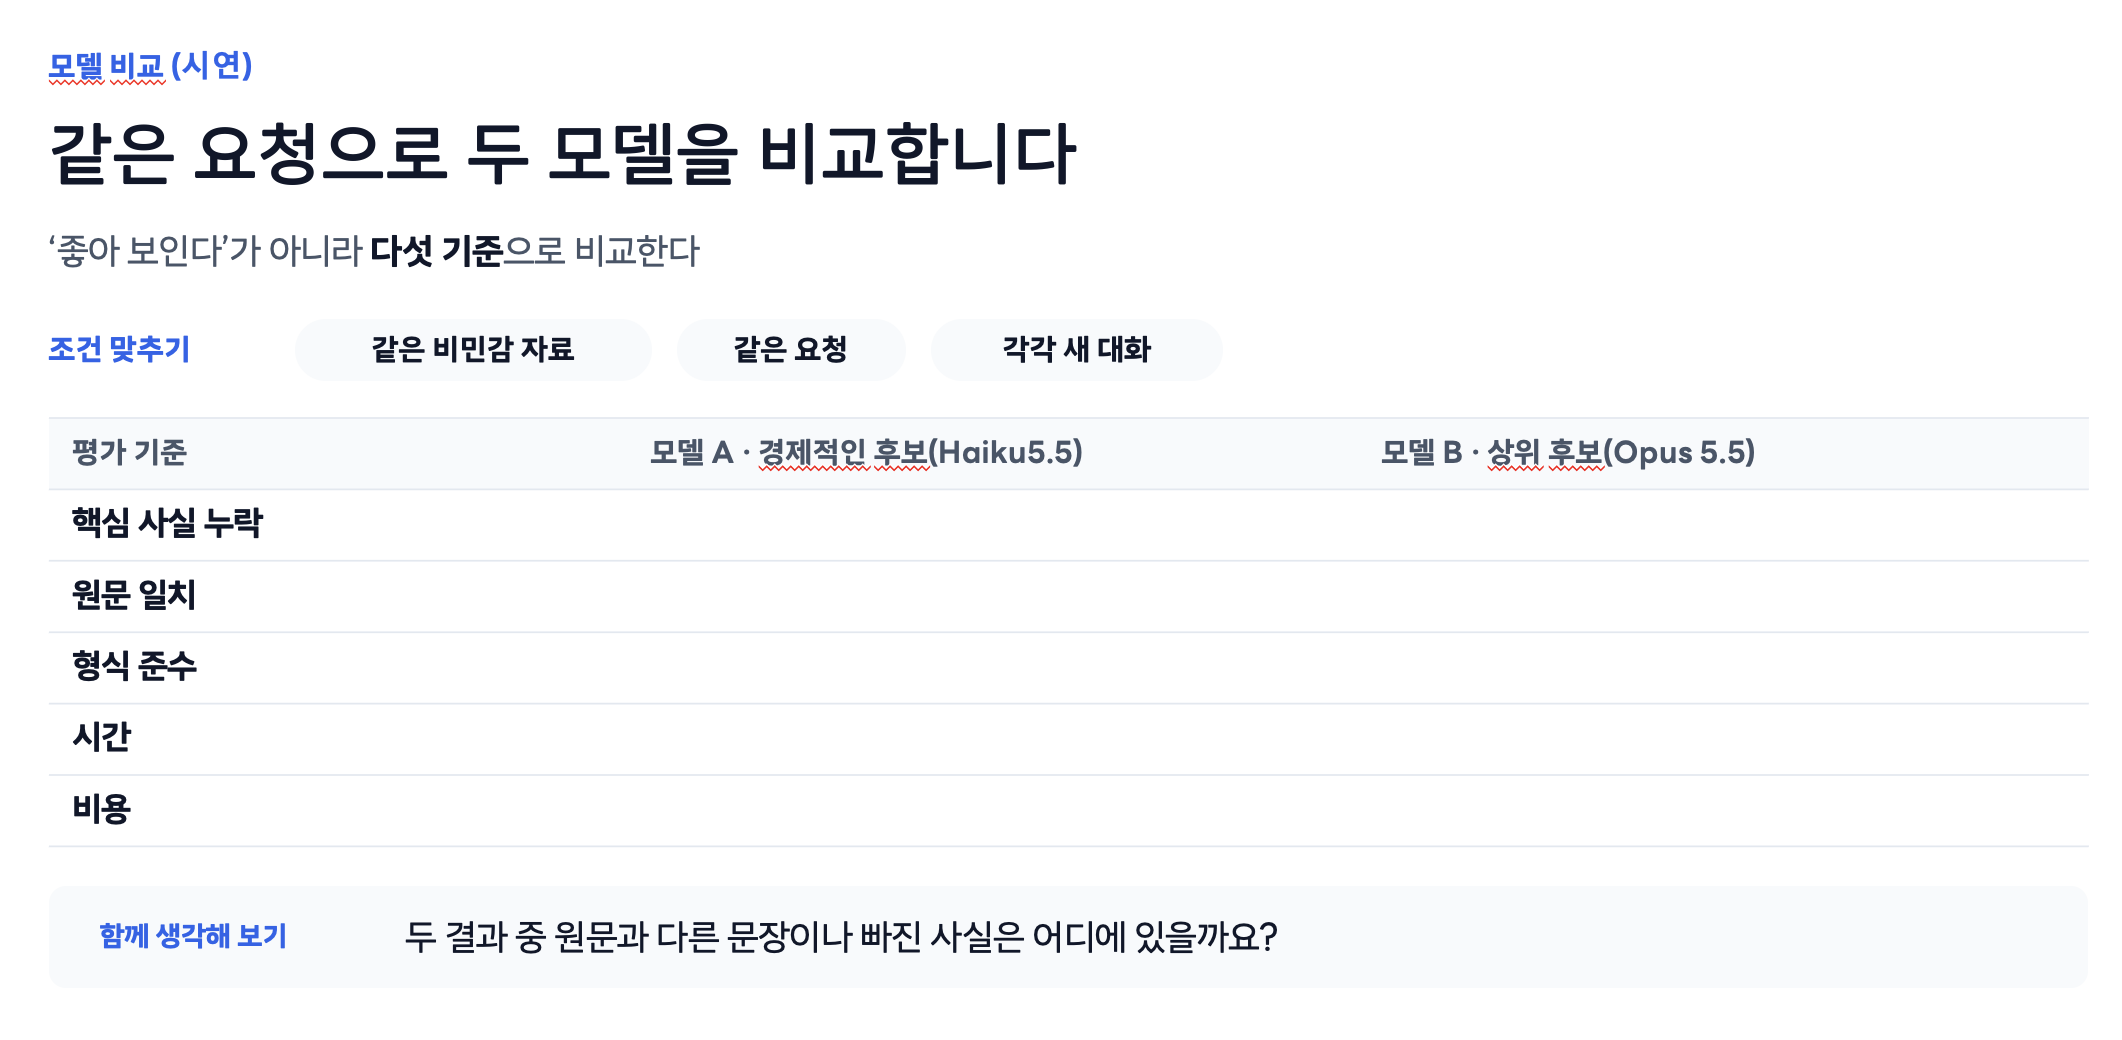 모델 비교 (시연)
같은 요청으로 두 모델을 비교합니다
‘좋아 보인다’가 아니라 다섯 기준으로 비교한다
조건 맞추기 같은 비민감 자료 같은 요청 각각 새 대화
평가 기준 모델 A · 경제적인 후보(Haiku5.5) 모델 B · 상위 후보(Opus 5.5)
핵심 사실 누락
원문 일치
형식 준수
시간
비용
함께 생각해 보기 두 결과 중 원문과 다른 문장이나 빠진 사실은 어디에 있을까요?